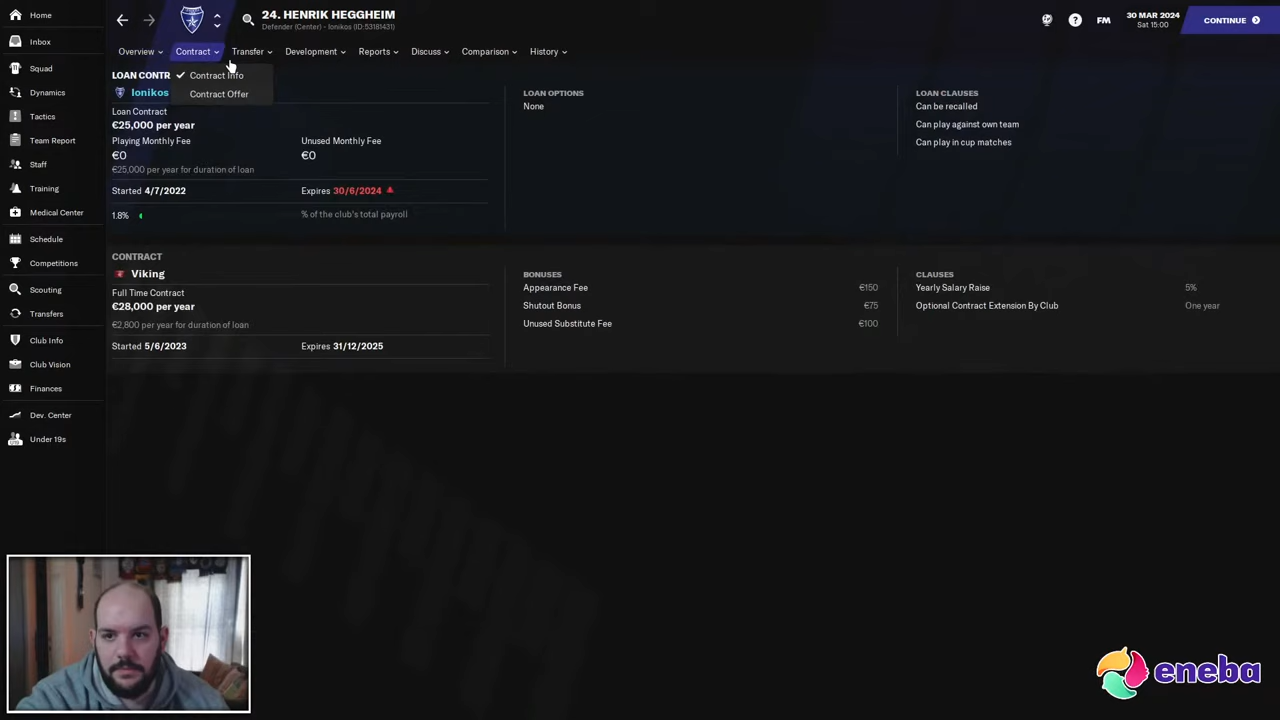 24. HENRIK HEGGHEIM
Defender (Center) - Ionikos (ID:53181431)
30 MAR 2024
Sat 15:00
FM
CONTINUE
Home
Inbox
Squad
Dynamics
Tactics
Team Report
Staff
Training
Medical Center
Schedule
Competitions
Scouting
Transfers
Club Info
Club Vision
Finances
Dev. Center
Under 19s
Overview
Contract
Transfer
Development
Reports
Discuss
Comparison
History
Contract Info
Contract Offer
LOAN CONTR
Ionikos
Loan Contract
€25,000 per year
Playing Monthly Fee
Unused Monthly Fee
€0
€0
€25,000 per year for duration of loan
Started 4/7/2022
Expires 30/6/2024
1.8%
% of the club's total payroll
LOAN OPTIONS
None
LOAN CLAUSES
Can be recalled
Can play against own team
Can play in cup matches
CONTRACT
Viking
Full Time Contract
€28,000 per year
€2,800 per year for duration of loan
Started 5/6/2023
Expires 31/12/2025
BONUSES
Appearance Fee €150
Shutout Bonus €75
Unused Substitute Fee €100
CLAUSES
Yearly Salary Raise 5%
Optional Contract Extension By Club One year
eneba